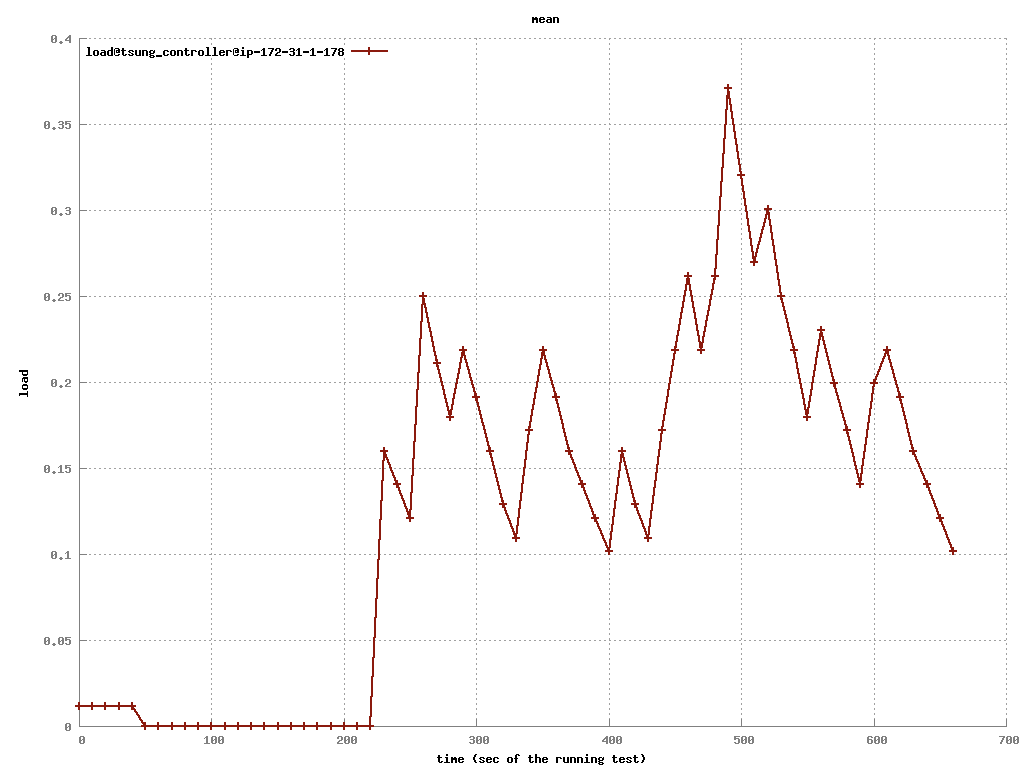 mean
load@tsung_controller@ip-172-31-1-178
0.4
0.35
0.3
0.25
0.2
0.15
0.1
0.05
0
load
0 100 200 300 400 500 600 700
time (sec of the running test)